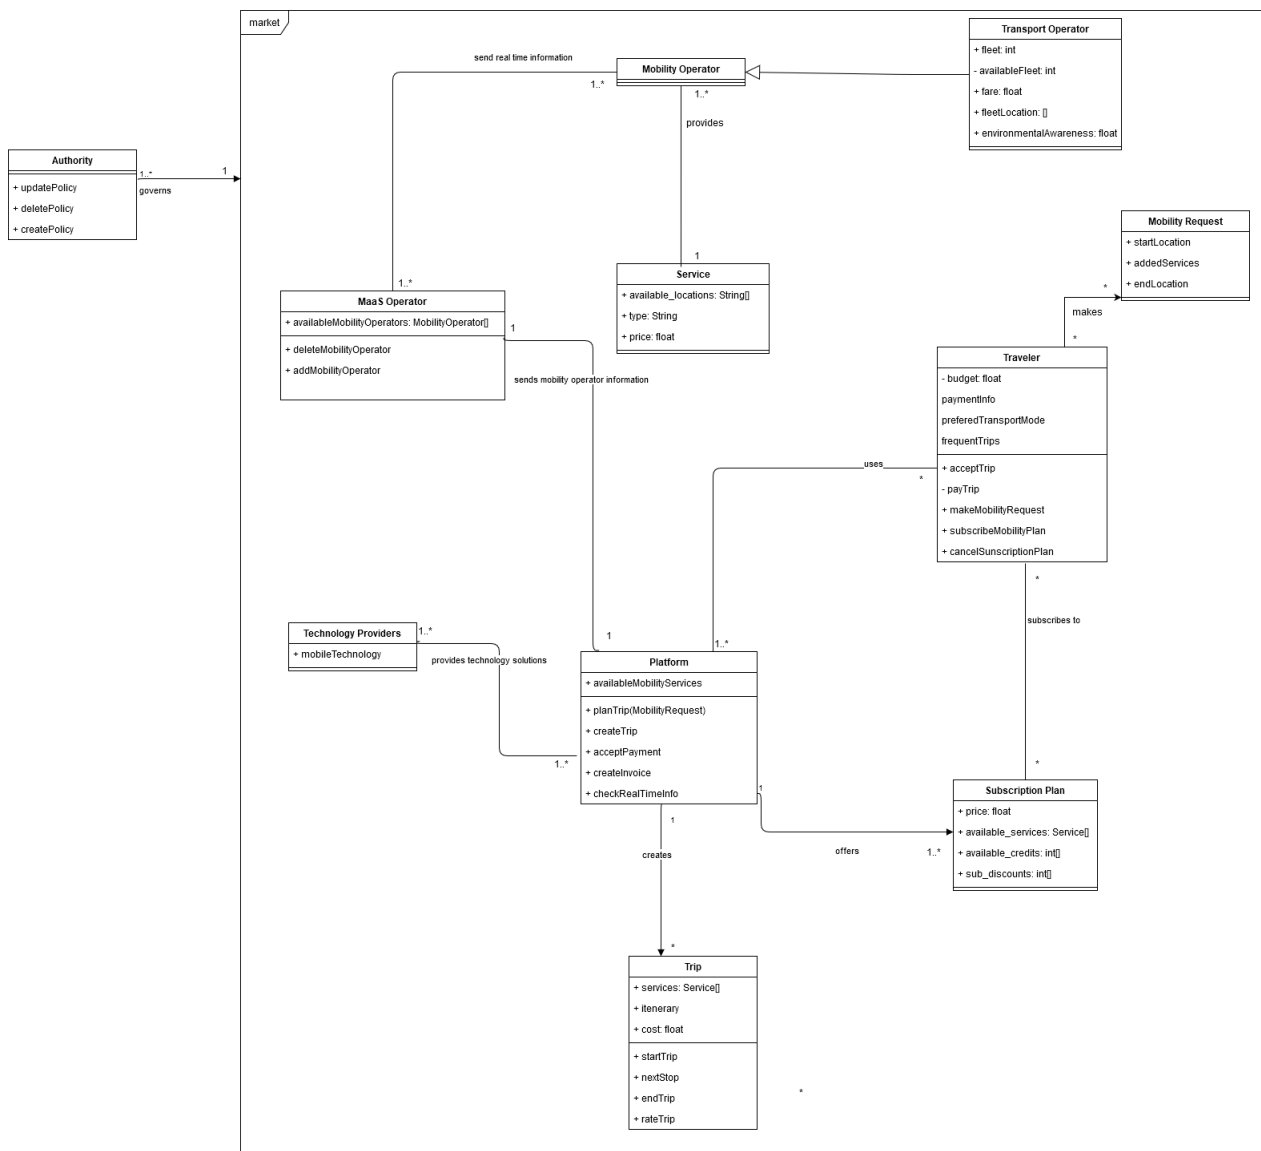 market
Transport Operator
+ fleet: int
- availableFleet: int
+ fare: float
+ fleetLocation: []
+ environmentalAwareness: float
send real time information
Mobility Operator
1..*
1..*
provides
Authority
+ updatePolicy
+ deletePolicy
+ createPolicy
1..*
governs
1
Mobility Request
+ startLocation
+ addedServices
+ endLocation
*
makes
*
1
Service
+ available_locations: String[]
+ type: String
+ price: float
1..*
MaaS Operator
+ availableMobilityOperators: MobilityOperator[]
+ deleteMobilityOperator
+ addMobilityOperator
1
sends mobility operator information
Traveler
- budget: float
paymentInfo
preferedTransportMode
frequentTrips
+ acceptTrip
- payTrip
+ makeMobilityRequest
+ subscribeMobilityPlan
+ cancelSunscriptionPlan
uses
*
*
subscribes to
*
Technology Providers
+ mobileTechnology
1..*
provides technology solutions
1..*
1
1..*
Platform
+ availableMobilityServices
+ planTrip(MobilityRequest)
+ createTrip
+ acceptPayment
+ createInvoice
+ checkRealTimeInfo
1
offers
1..*
Subscription Plan
+ price: float
+ available_services: Service[]
+ available_credits: int[]
+ sub_discounts: int[]
1
creates
*
Trip
+ services: Service[]
+ itenerary
+ cost: float
+ startTrip
+ nextStop
+ endTrip
+ rateTrip
*